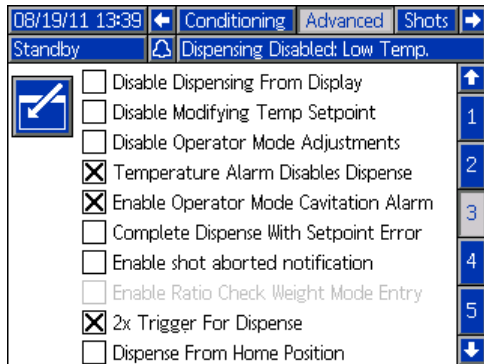 08/19/11 13:39 Conditioning Advanced Shots
Standby Dispensing Disabled: Low Temp.
Disable Dispensing From Display
Disable Modifying Temp Setpoint
1
Disable Operator Mode Adjustments
Temperature Alarm Disables Dispense
2
Enable Operator Mode Cavitation Alarm
3
Complete Dispense With Setpoint Error
Enable shot aborted notification
4
Enable Ratio Check Weight Mode Entry
5
2x Trigger For Dispense
Dispense From Home Position